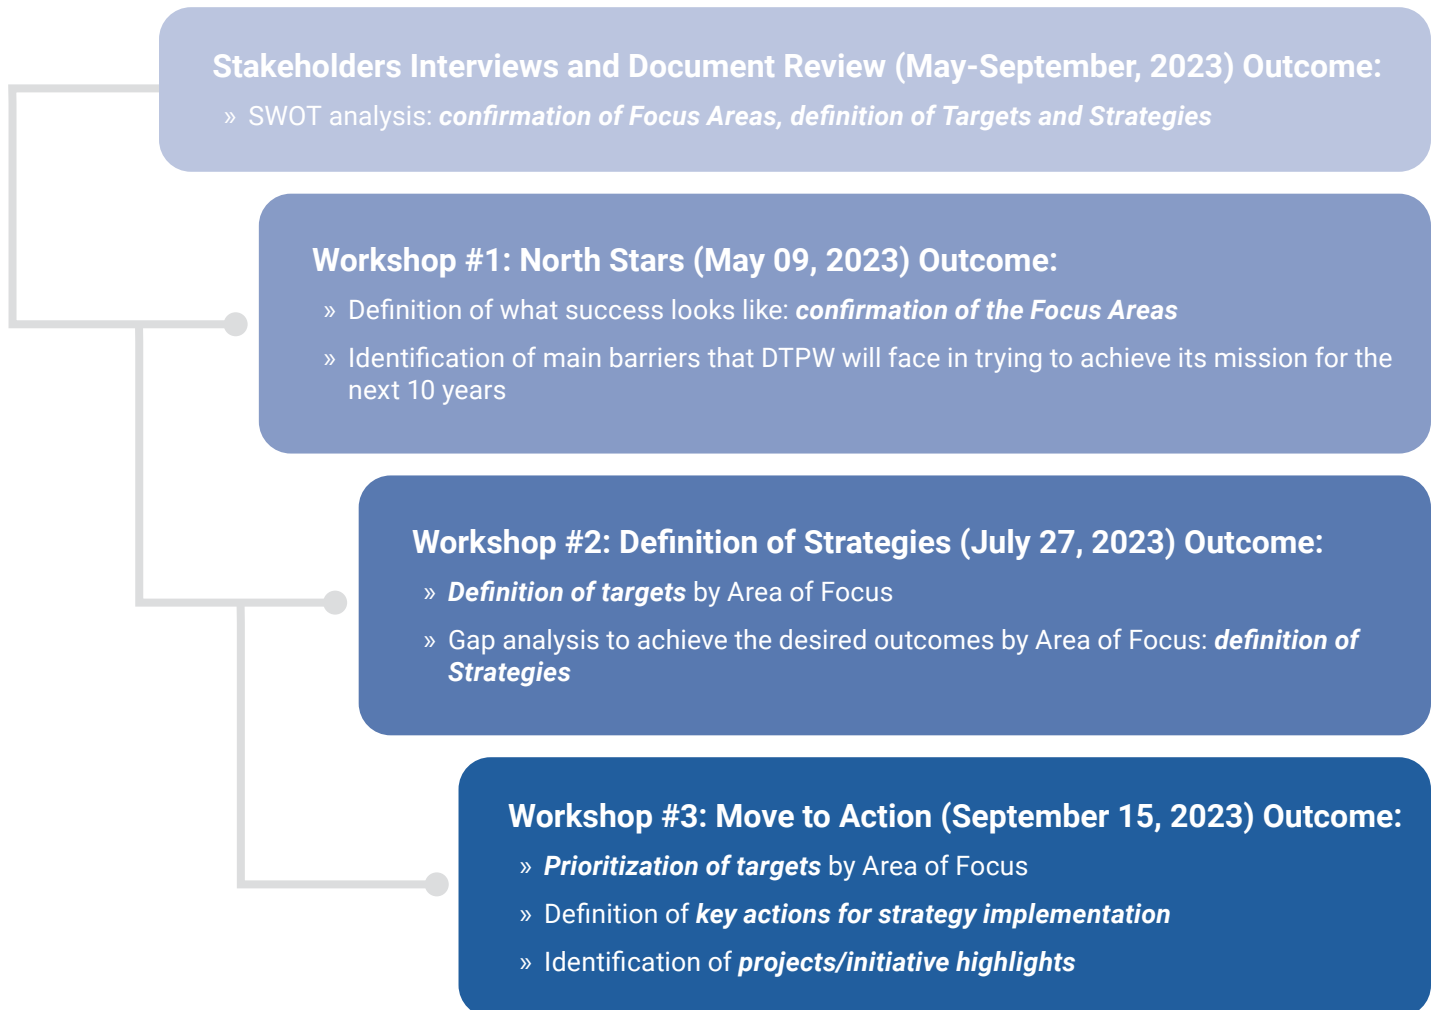 Stakeholders Interviews and Document Review (May-September, 2023) Outcome:
» SWOT analysis: confirmation of Focus Areas, definition of Targets and Strategies
Workshop #1: North Stars (May 09, 2023) Outcome:
» Definition of what success looks like: confirmation of the Focus Areas
» Identification of main barriers that DTPW will face in trying to achieve its mission for the
next 10 years
Workshop #2: Definition of Strategies (July 27, 2023) Outcome:
» Definition of targets by Area of Focus
» Gap analysis to achieve the desired outcomes by Area of Focus: definition of
Strategies
Workshop #3: Move to Action (September 15, 2023) Outcome:
» Prioritization of targets by Area of Focus
» Definition of key actions for strategy implementation
» Identification of projects/initiative highlights